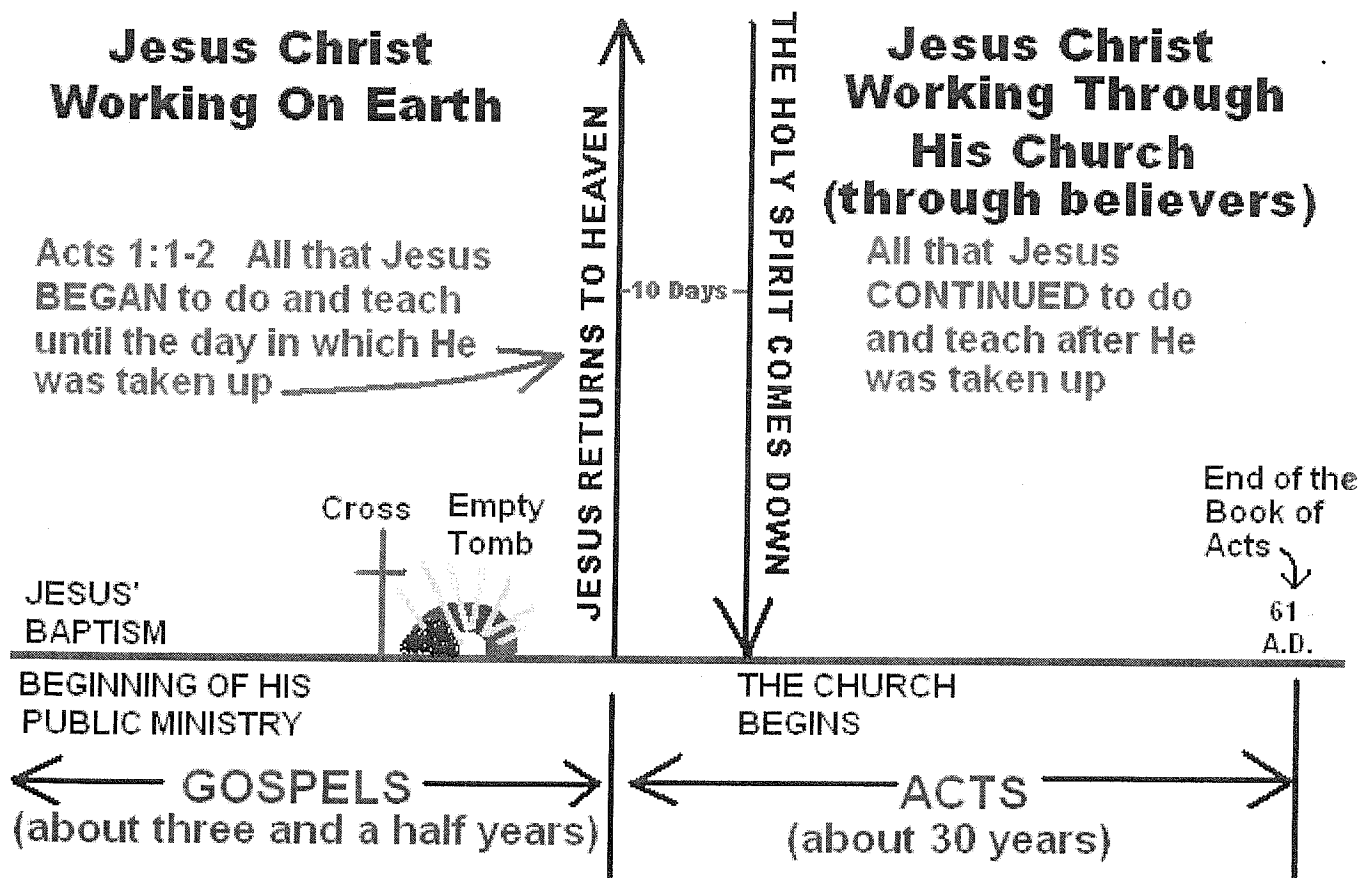 Jesus Christ
Working On Earth
Acts 1:1-2 All that Jesus
BEGAN to do and teach
until the day in which He
was taken up
JESUS RETURNS TO HEAVEN
-10 Days-
THE HOLY SPIRIT COMES DOWN
Jesus Christ
Working Through
His Church
(through believers)
All that Jesus
CONTINUED to do
and teach after He
was taken up
Cross
Empty
Tomb
End of the
Book of
Acts
61
A.D.
JESUS'
BAPTISM
BEGINNING OF HIS
PUBLIC MINISTRY
THE CHURCH
BEGINS
GOSPELS
(about three and a half years)
ACTS
(about 30 years)